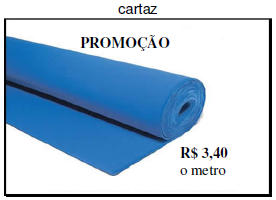 cartaz
PROMOÇÃO
R$ 3,40
o metro